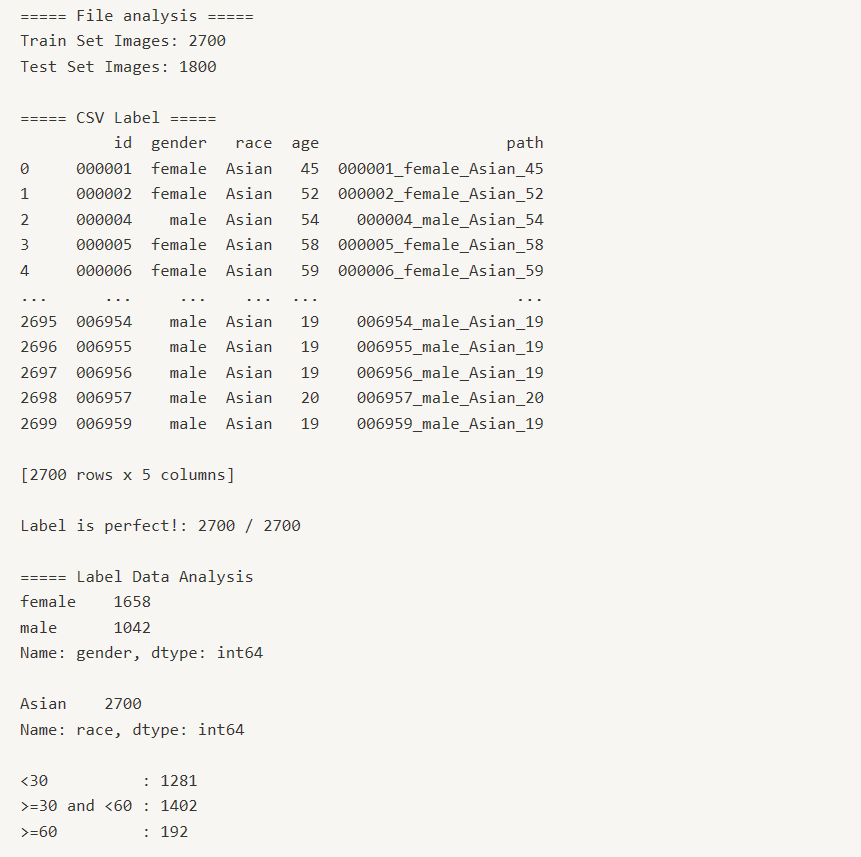 ===== File analysis =====
Train Set Images: 2700
Test Set Images: 1800
===== CSV Label =====
id gender race age path
0 000001 female Asian 45 000001_female_Asian_45
1 000002 female Asian 52 000002_female_Asian_52
2 000004 male Asian 54 000004_male_Asian_54
3 000005 female Asian 58 000005_female_Asian_58
4 000006 female Asian 59 000006_female_Asian_59
... ... ... ... ... ...
2695 006954 male Asian 19 006954_male_Asian_19
2696 006955 male Asian 19 006955_male_Asian_19
2697 006956 male Asian 19 006956_male_Asian_19
2698 006957 male Asian 20 006957_male_Asian_20
2699 006959 male Asian 19 006959_male_Asian_19
[2700 rows x 5 columns]
Label is perfect!: 2700 / 2700
===== Label Data Analysis
female 1658
male 1042
Name: gender, dtype: int64
Asian 2700
Name: race, dtype: int64
<30 : 1281
>=30 and <60 : 1402
>=60 : 192